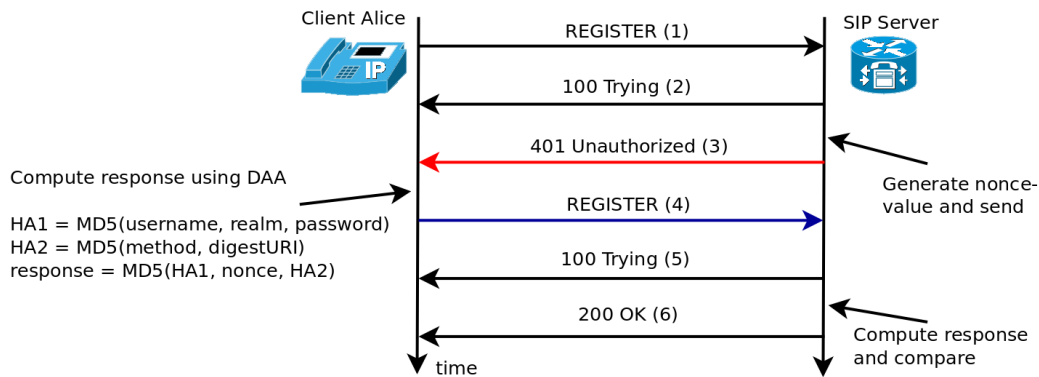 Client Alice
SIP Server
IP
REGISTER (1)
100 Trying (2)
401 Unauthorized (3)
Generate nonce-
value and send
Compute response using DAA
HA1 = MD5(username, realm, password)
HA2 = MD5(method, digestURI)
response = MD5(HA1, nonce, HA2)
REGISTER (4)
100 Trying (5)
200 OK (6)
Compute response
and compare
time